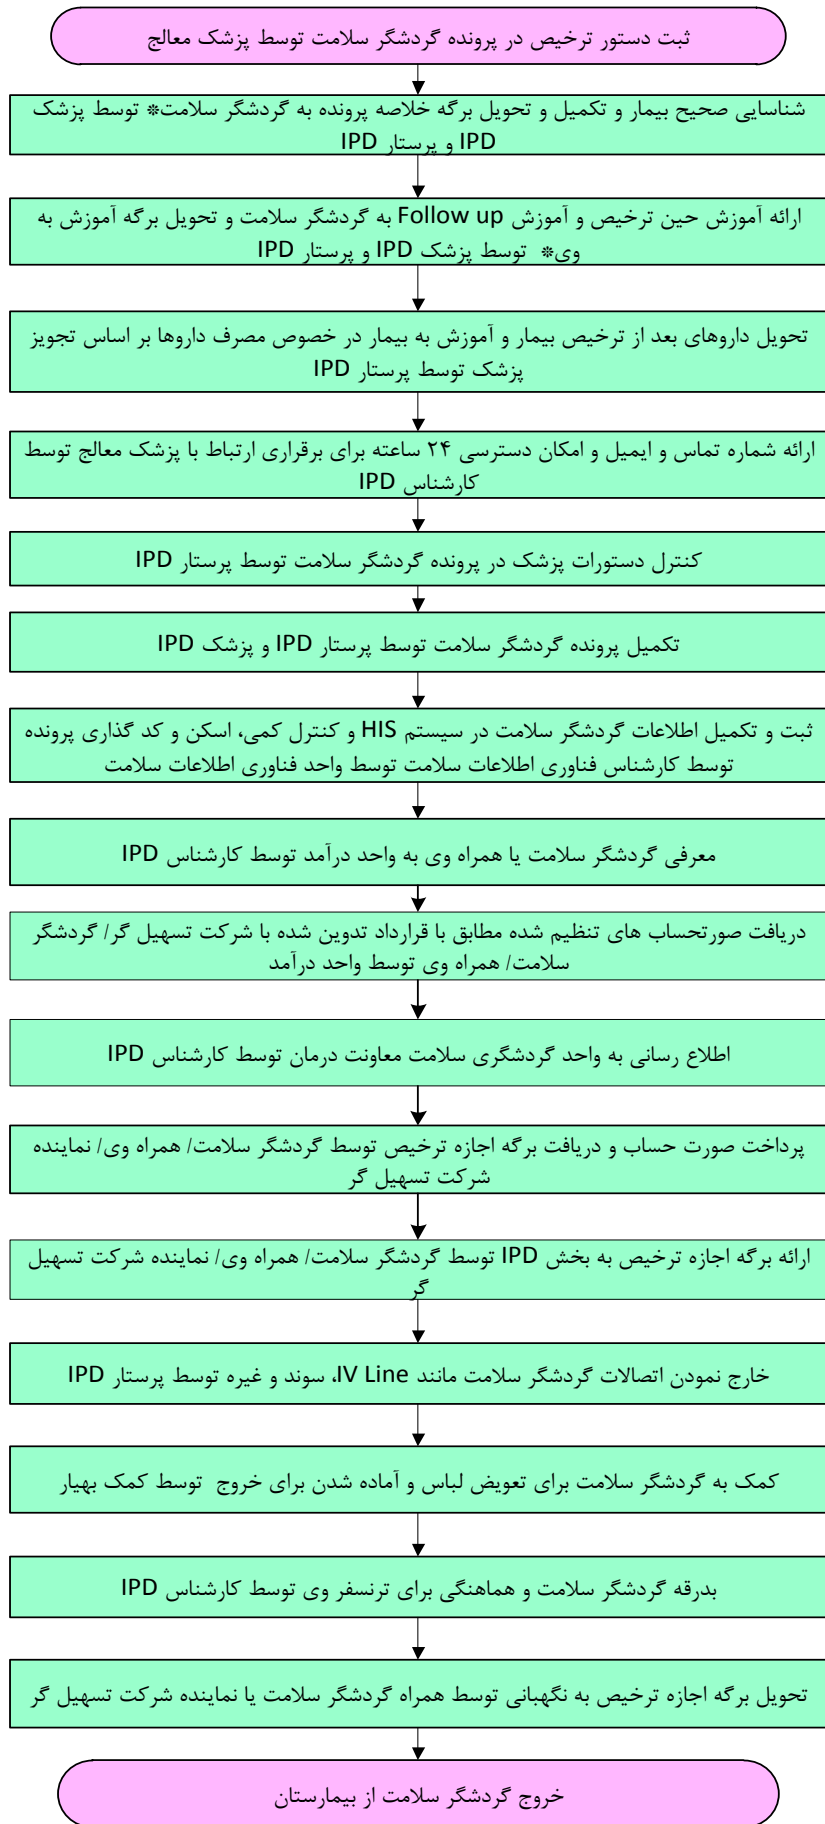 ثبت دستور ترخیص در پرونده گردشگر سلامت توسط پزشک معالج
شناسایی صحیح بیمار و تکمیل و تحویل برگه خلاصه پرونده به گردشگر سلامت* توسط پزشک
IPD و پرستار IPD
ارائه آموزش حین ترخیص و آموزش Follow up به گردشگر سلامت و تحویل برگه آموزش به
وی* توسط پزشک IPD و پرستار IPD
تحویل داروهای بعد از ترخیص بیمار و آموزش به بیمار در خصوص مصرف داروها بر اساس تجویز
پزشک توسط پرستار IPD
ارائه شماره تماس و ایمیل و امکان دسترسی ۲۴ ساعته برای برقراری ارتباط با پزشک معالج توسط
کارشناس IPD
کنترل دستورات پزشک در پرونده گردشگر سلامت توسط پرستار IPD
تکمیل پرونده گردشگر سلامت توسط پرستار IPD و پزشک IPD
ثبت و تکمیل اطلاعات گردشگر سلامت در سیستم HIS و کنترل کمی، اسکن و کد گذاری پرونده
توسط کارشناس فناوری اطلاعات سلامت توسط واحد فناوری اطلاعات سلامت
معرفی گردشگر سلامت یا همراه وی به واحد درآمد توسط کارشناس IPD
دریافت صورتحساب های تنظیم شده مطابق با قرارداد تدوین شده با شرکت تسهیل گر/ گردشگر
سلامت/ همراه وی توسط واحد درآمد
اطلاع رسانی به واحد گردشگری سلامت معاونت درمان توسط کارشناس IPD
پرداخت صورت حساب و دریافت برگه اجازه ترخیص توسط گردشگر سلامت/ همراه وی/ نماینده
شرکت تسهیل گر
ارائه برگه اجازه ترخیص به بخش IPD توسط گردشگر سلامت/ همراه وی/ نماینده شرکت تسهیل
گر
خارج نمودن اتصالات گردشگر سلامت مانند IV Line، سوند و غیره توسط پرستار IPD
کمک به گردشگر سلامت برای تعویض لباس و آماده شدن برای خروج توسط کمک بهیار
بدرقه گردشگر سلامت و هماهنگی برای ترنسفر وی توسط کارشناس IPD
تحویل برگه اجازه ترخیص به نگهبانی توسط همراه گردشگر سلامت یا نماینده شرکت تسهیل گر
خروج گردشگر سلامت از بیمارستان